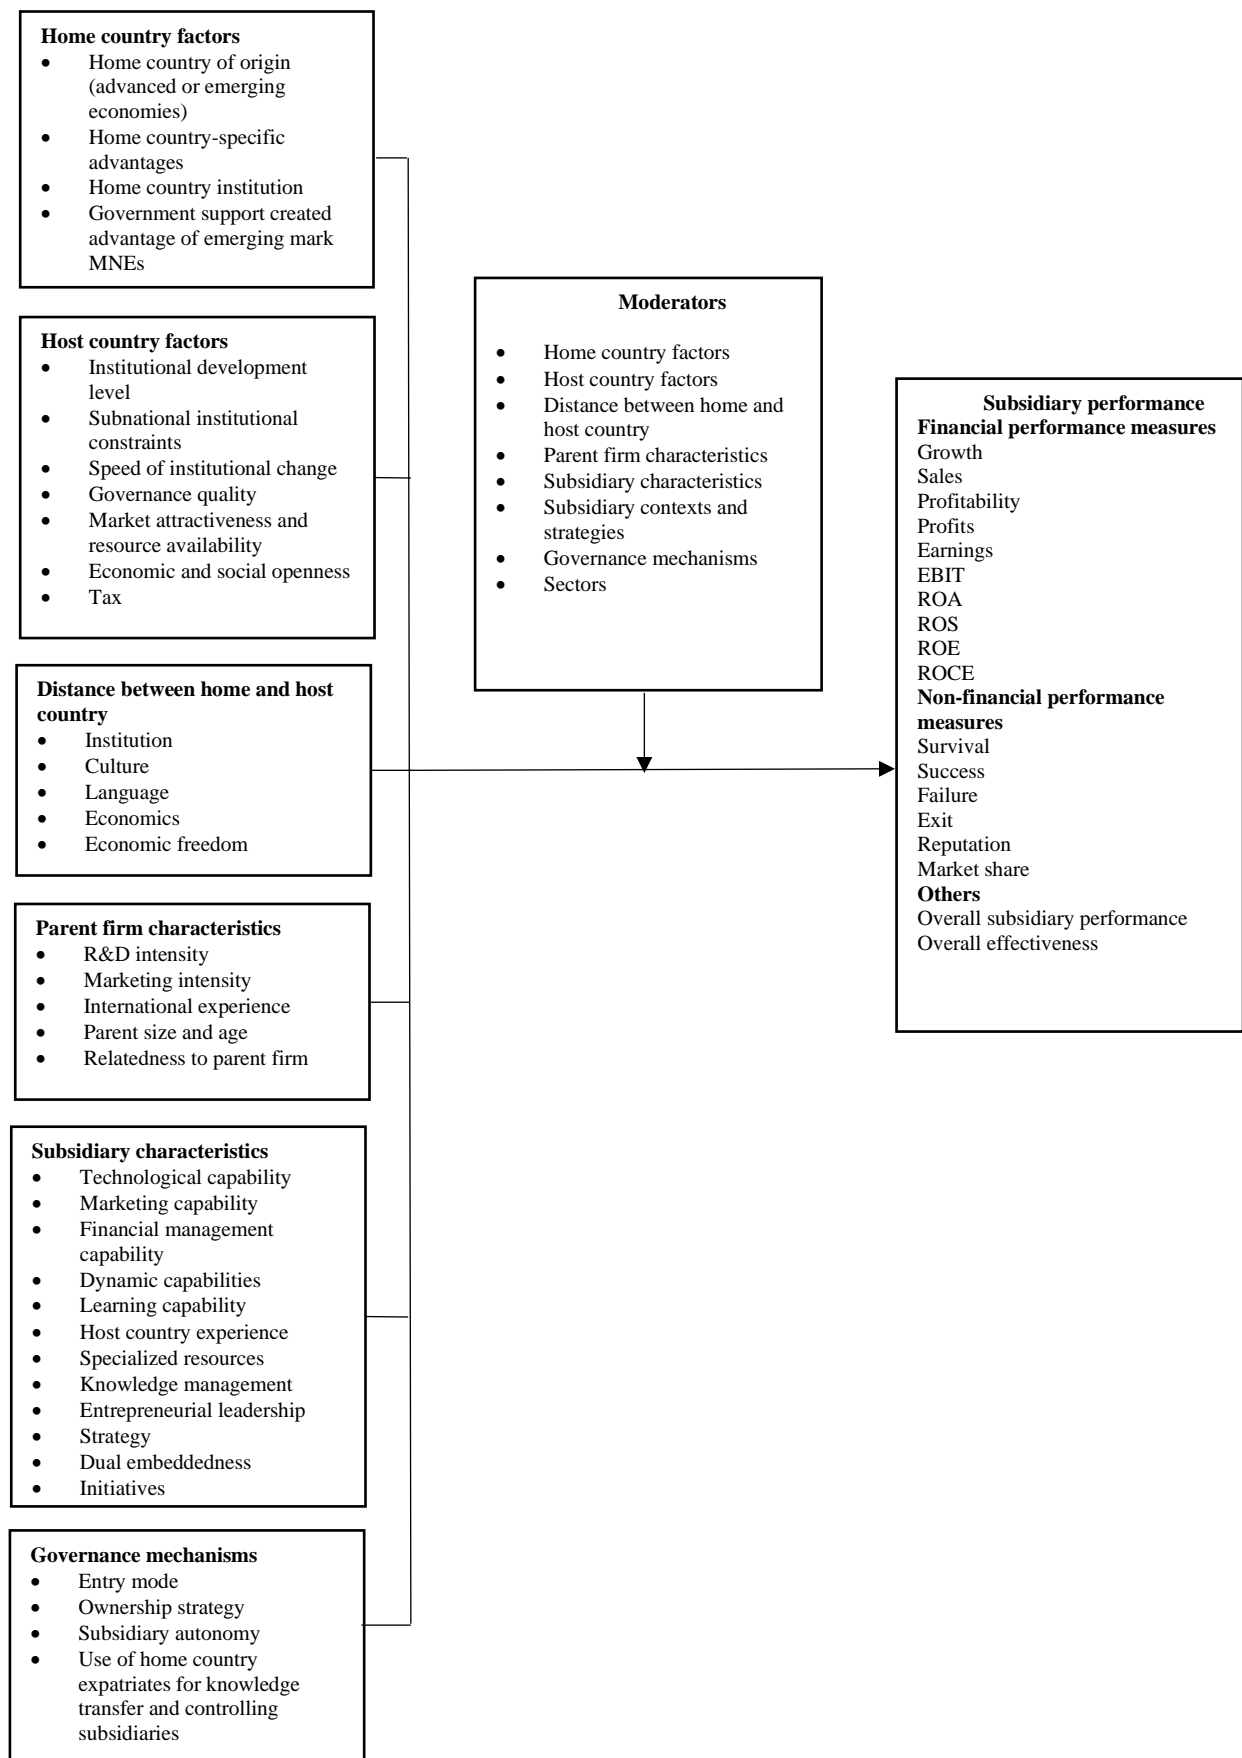 Home country factors
• Home country of origin
(advanced or emerging
economies)
• Home country-specific
advantages
• Home country institution
• Government support created
advantage of emerging mark
MNEs
Host country factors
• Institutional development
level
• Subnational institutional
constraints
• Speed of institutional change
• Governance quality
• Market attractiveness and
resource availability
• Economic and social openness
• Tax
Distance between home and host
country
• Institution
• Culture
• Language
• Economics
• Economic freedom
Parent firm characteristics
• R&D intensity
• Marketing intensity
• International experience
• Parent size and age
• Relatedness to parent firm
Subsidiary characteristics
• Technological capability
• Marketing capability
• Financial management
capability
• Dynamic capabilities
• Learning capability
• Host country experience
• Specialized resources
• Knowledge management
• Entrepreneurial leadership
• Strategy
• Dual embeddedness
• Initiatives
Governance mechanisms
• Entry mode
• Ownership strategy
• Subsidiary autonomy
• Use of home country
expatriates for knowledge
transfer and controlling
subsidiaries
Moderators
• Home country factors
• Host country factors
• Distance between home and
host country
• Parent firm characteristics
• Subsidiary characteristics
• Subsidiary contexts and
strategies
• Governance mechanisms
• Sectors
Subsidiary performance
Financial performance measures
Growth
Sales
Profitability
Profits
Earnings
EBIT
ROA
ROS
ROE
ROCE
Non-financial performance
measures
Survival
Success
Failure
Exit
Reputation
Market share
Others
Overall subsidiary performance
Overall effectiveness